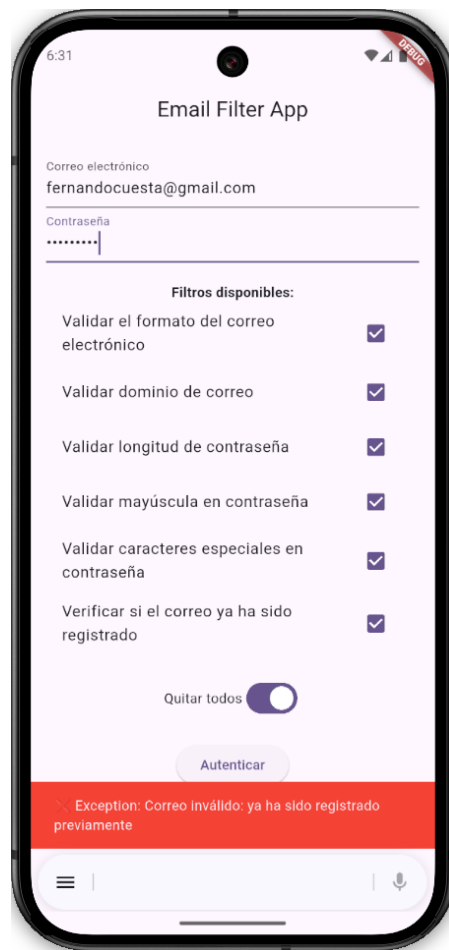 6:31
DEBUG
Email Filter App
Correo electrónico
fernandocuesta@gmail.com
Contraseña
•••••••••
Filtros disponibles:
Validar el formato del correo
electrónico
Validar dominio de correo
Validar longitud de contraseña
Validar mayúscula en contraseña
Validar caracteres especiales en
contraseña
Verificar si el correo ya ha sido
registrado
Quitar todos
Autenticar
❌ Exception: Correo inválido: ya ha sido registrado
previamente